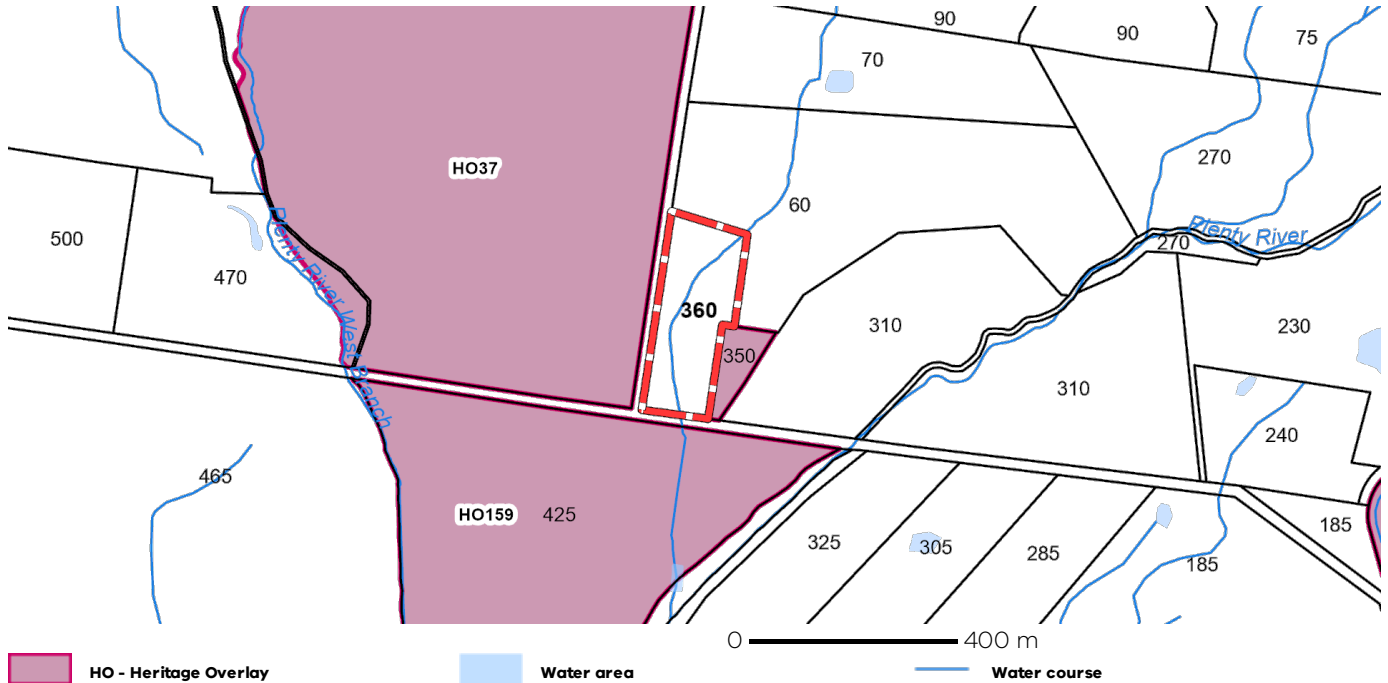 90
90
75
70
270
HO37
60
500
Plenty River
270
470
360
310
230
350
Plenty River West Branch
310
240
465
HO159
425
325
305
285
185
185
0
400 m
HO - Heritage Overlay
Water area
Water course